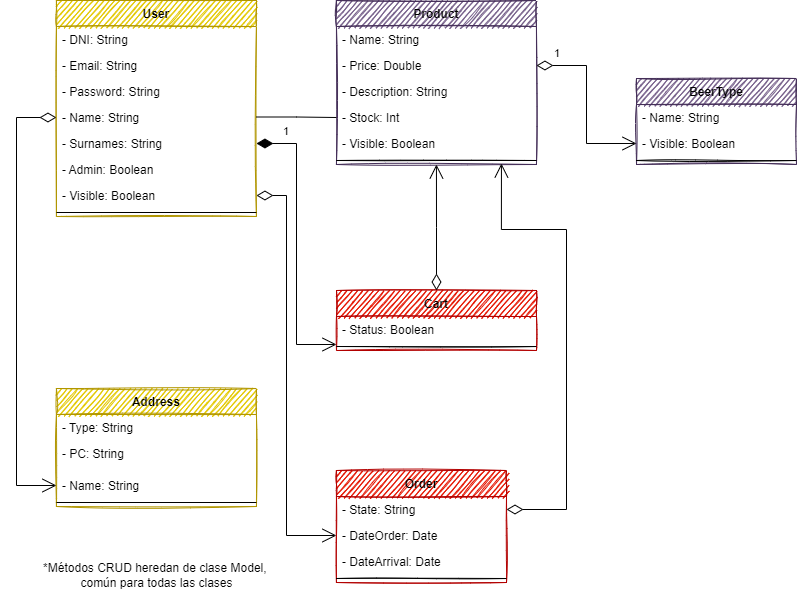 User
- DNI: String
- Email: String
- Password: String
- Name: String
- Surnames: String
- Admin: Boolean
- Visible: Boolean
1
Product
- Name: String
- Price: Double
- Description: String
- Stock: Int
- Visible: Boolean
1
BeerType
- Name: String
- Visible: Boolean
Cart
- Status: Boolean
Address
- Type: String
- PC: String
- Name: String
Order
- State: String
- DateOrder: Date
- DateArrival: Date
*Métodos CRUD heredan de clase Model,
común para todas las clases